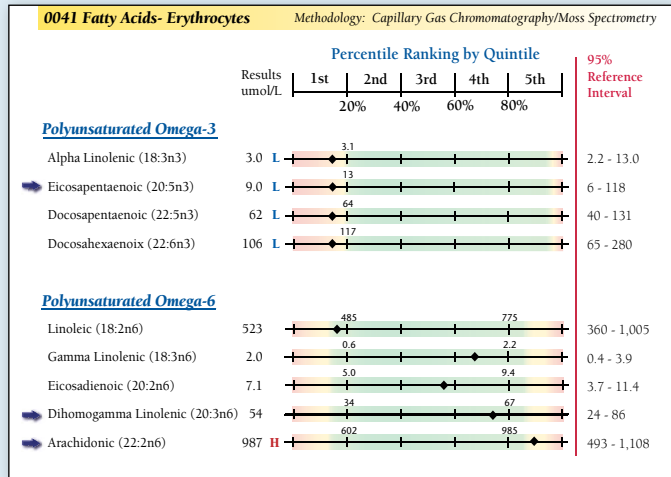 0041 Fatty Acids- Erythrocytes Methodology: Capillary Gas Chromomatography/Moss Spectrometry
Percentile Ranking by Quintile
95%
Reference
Interval
Results
umol/L
1st 2nd 3rd 4th 5th
20% 40% 60% 80%
Polyunsaturated Omega-3
3.1
Alpha Linolenic (18:3n3) 3.0 L 2.2 - 13.0
13
Eicosapentaenoic (20:5n3) 9.0 L 6 - 118
64
Docosapentaenoic (22:5n3) 62 L 40 - 131
117
Docosahexaenoix (22:6n3) 106 L 65 - 280
Polyunsaturated Omega-6
485 775
Linoleic (18:2n6) 523 360 - 1,005
0.6 2.2
Gamma Linolenic (18:3n6) 2.0 0.4 - 3.9
5.0 9.4
Eicosadienoic (20:2n6) 7.1 3.7 - 11.4
34 67
Dihomogamma Linolenic (20:3n6) 54 24 - 86
602 985
Arachidonic (22:2n6) 987 H 493 - 1,108